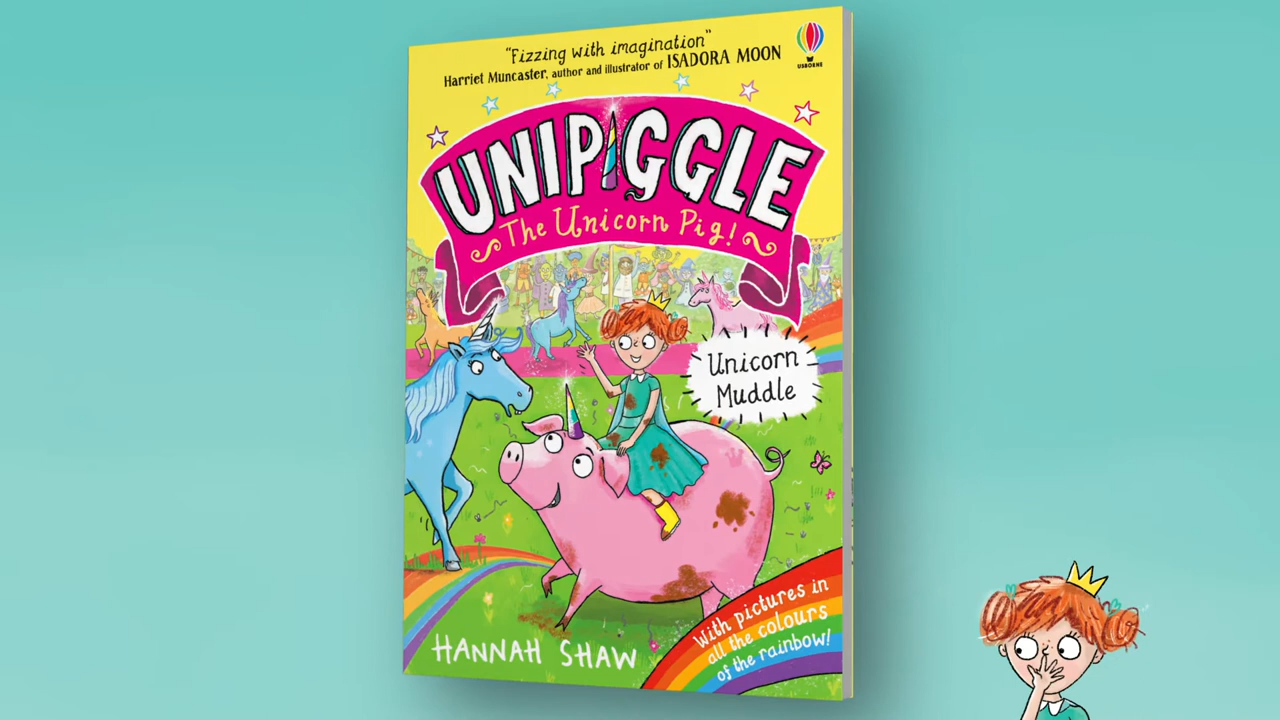 "Fizzing with imagination"
Harriet Muncaster, author and illustrator of ISADORA MOON
USBORNE
UNIPIGGLE
The Unicorn Pig!
Unicorn
Muddle
With pictures in
all the colours
of the rainbow!
HANNAH SHAW